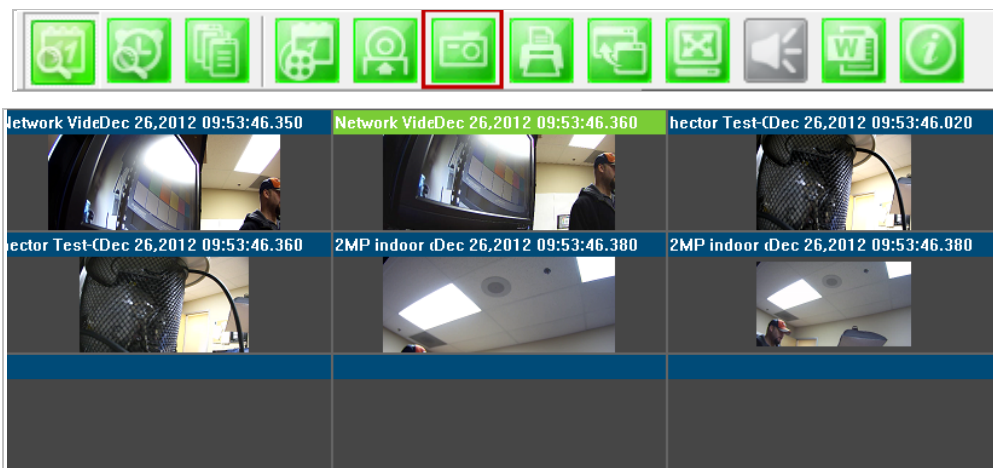 Network VideDec 26,2012 09:53:46.350
Network VideDec 26,2012 09:53:46.360
hector Test-(Dec 26,2012 09:53:46.020
hector Test-(Dec 26,2012 09:53:46.360
2MP indoor (Dec 26,2012 09:53:46.380
2MP indoor (Dec 26,2012 09:53:46.380